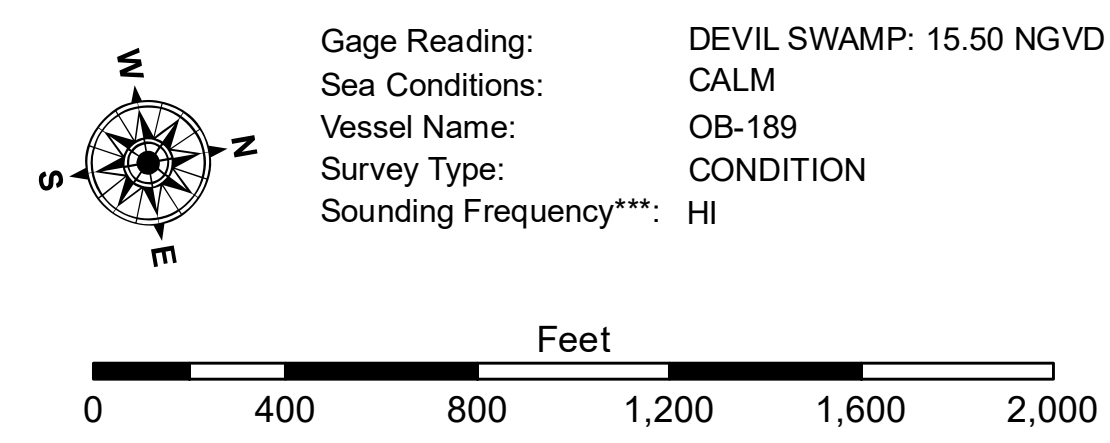 W
N
S
E
Gage Reading: DEVIL SWAMP: 15.50 NGVD
Sea Conditions: CALM
Vessel Name: OB-189
Survey Type: CONDITION
Sounding Frequency***: HI
Feet
0 400 800 1,200 1,600 2,000